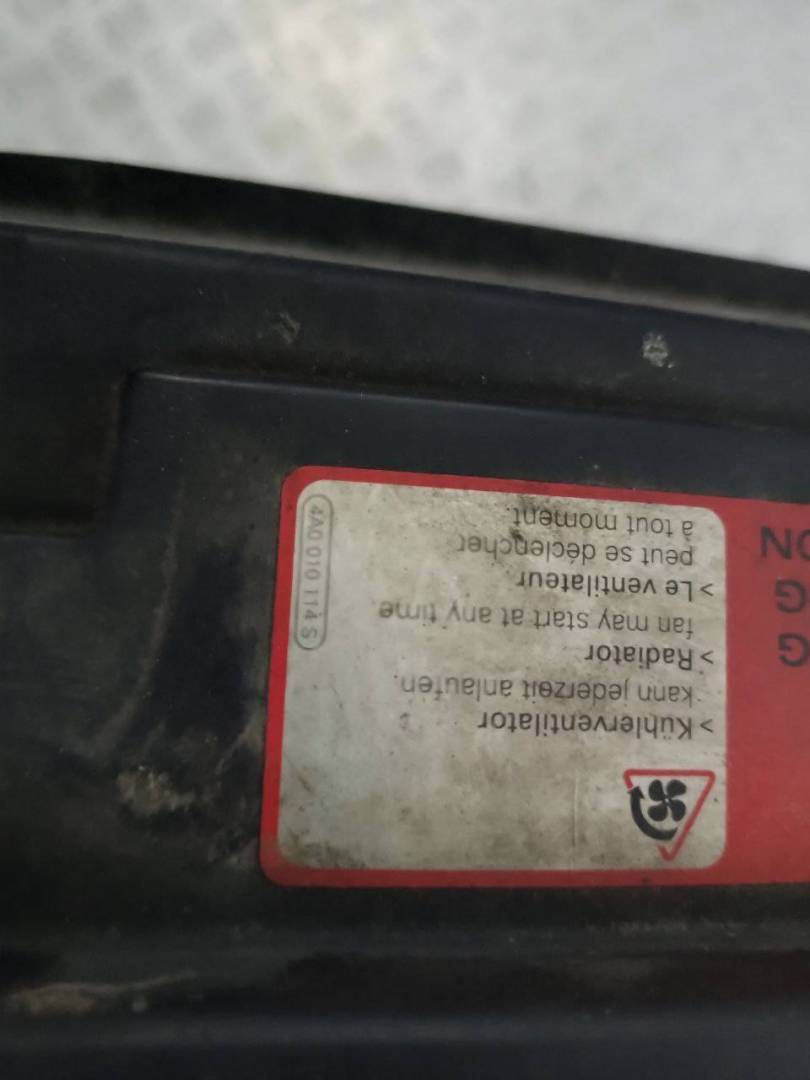 > Kühlerventilator
kann jederzeit anlaufen.
> Radiator
fan may start at any time
> Le ventilateur
peut se déclencher
à tout moment.
4A0 010 114 S
G
G
ON